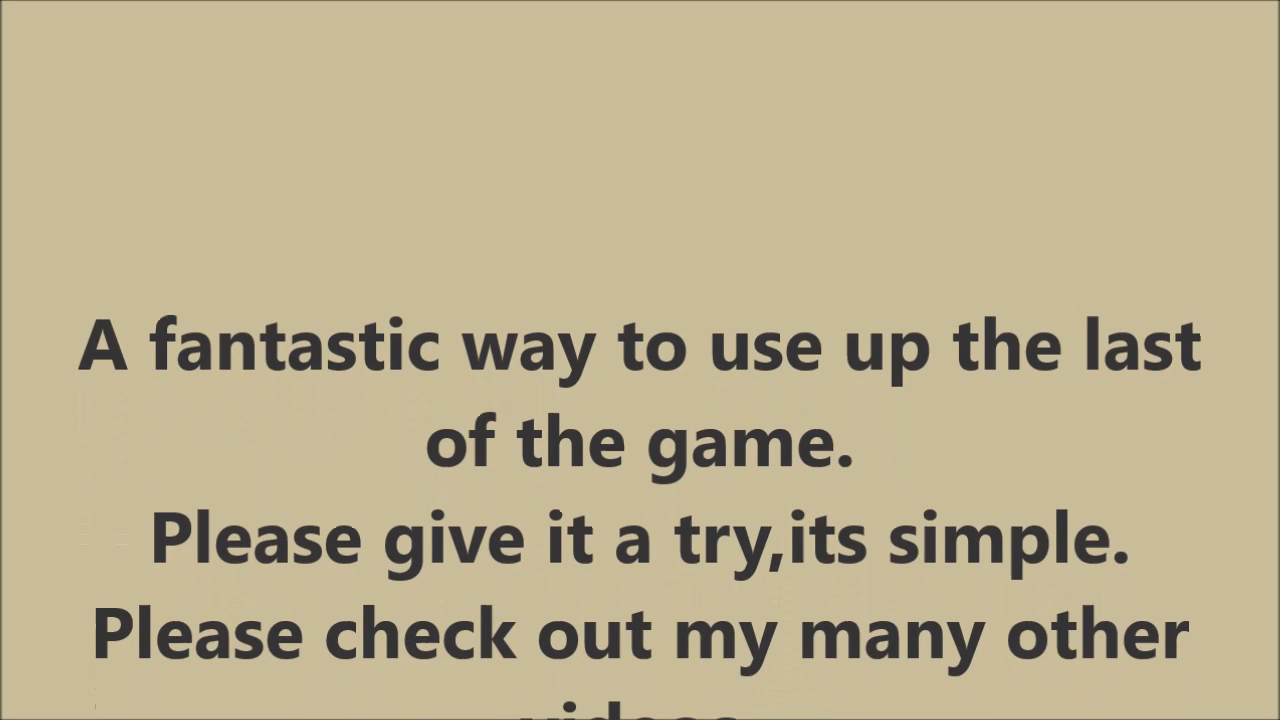 A fantastic way to use up the last
of the game.
Please give it a try,its simple.
Please check out my many other